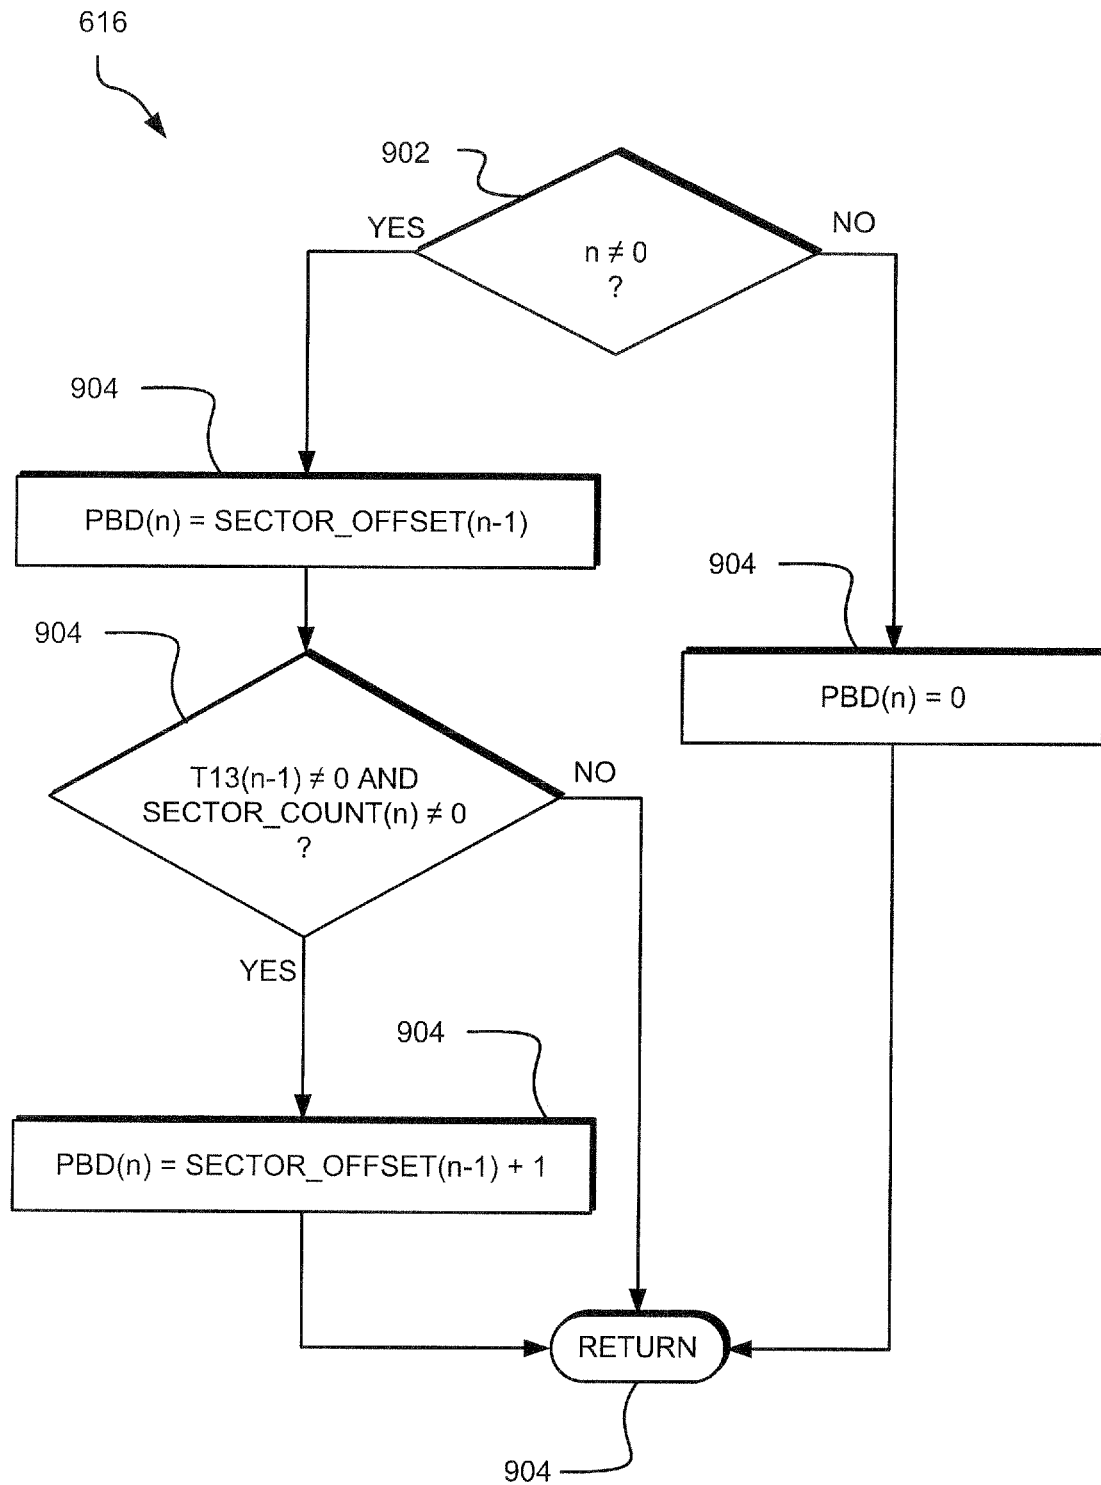 616
902
YES
NO
n ≠ 0
?
904
PBD(n) = SECTOR_OFFSET(n-1)
904
904
PBD(n) = 0
T13(n-1) ≠ 0 AND
SECTOR_COUNT(n) ≠ 0
?
NO
YES
904
PBD(n) = SECTOR_OFFSET(n-1) + 1
RETURN
904